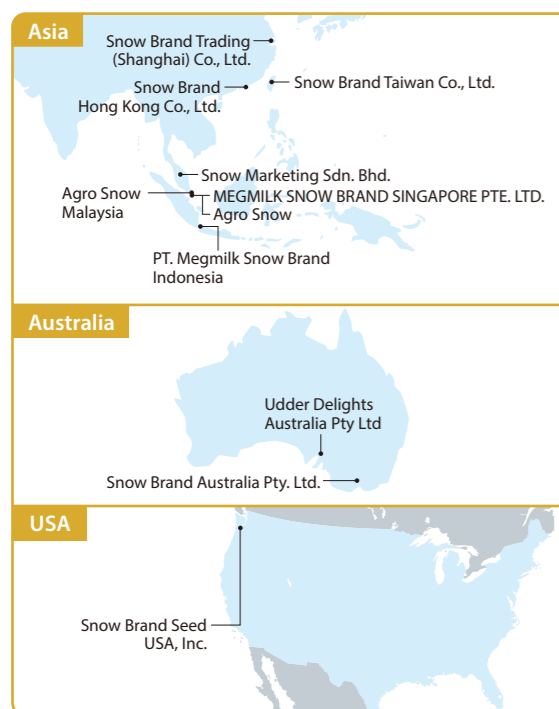 Asia
Snow Brand Trading
(Shanghai) Co., Ltd.
Snow Brand
Hong Kong Co., Ltd.
Snow Brand Taiwan Co., Ltd.
Snow Marketing Sdn. Bhd.
Agro Snow
Malaysia
MEGMILK SNOW BRAND SINGAPORE PTE. LTD.
Agro Snow
PT. Megmilk Snow Brand
Indonesia
Australia
Udder Delights
Australia Pty Ltd
Snow Brand Australia Pty. Ltd.
USA
Snow Brand Seed
USA, Inc.